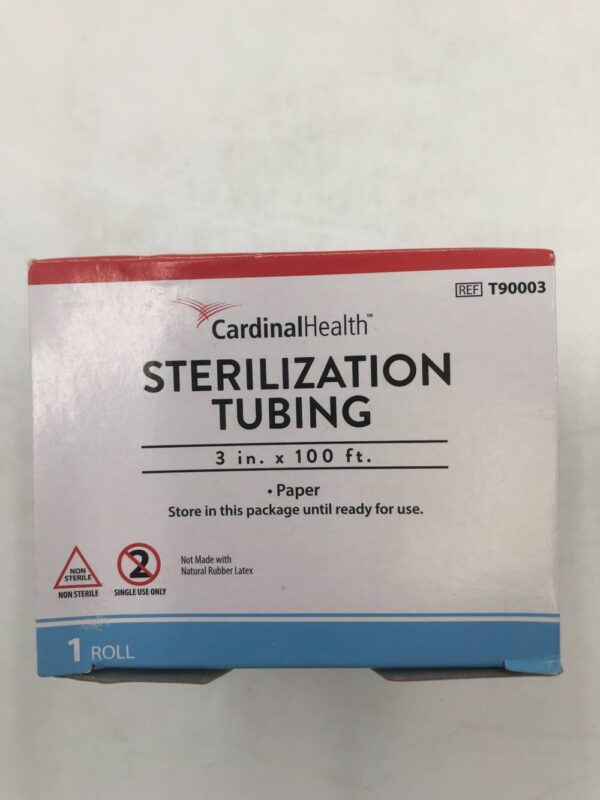 REF T90003
CardinalHealth™
STERILIZATION
TUBING
3 in. x 100 ft.
• Paper
Store in this package until ready for use.
NON
STERILE
NON STERILE
2
SINGLE USE ONLY
Not Made with
Natural Rubber Latex
1 ROLL